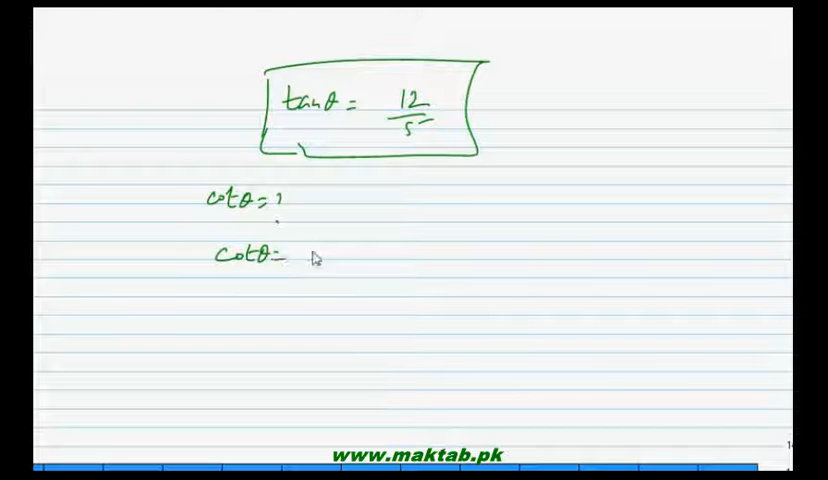 tanθ = 12/5
cotθ = ?
cotθ =
www.maktab.pk